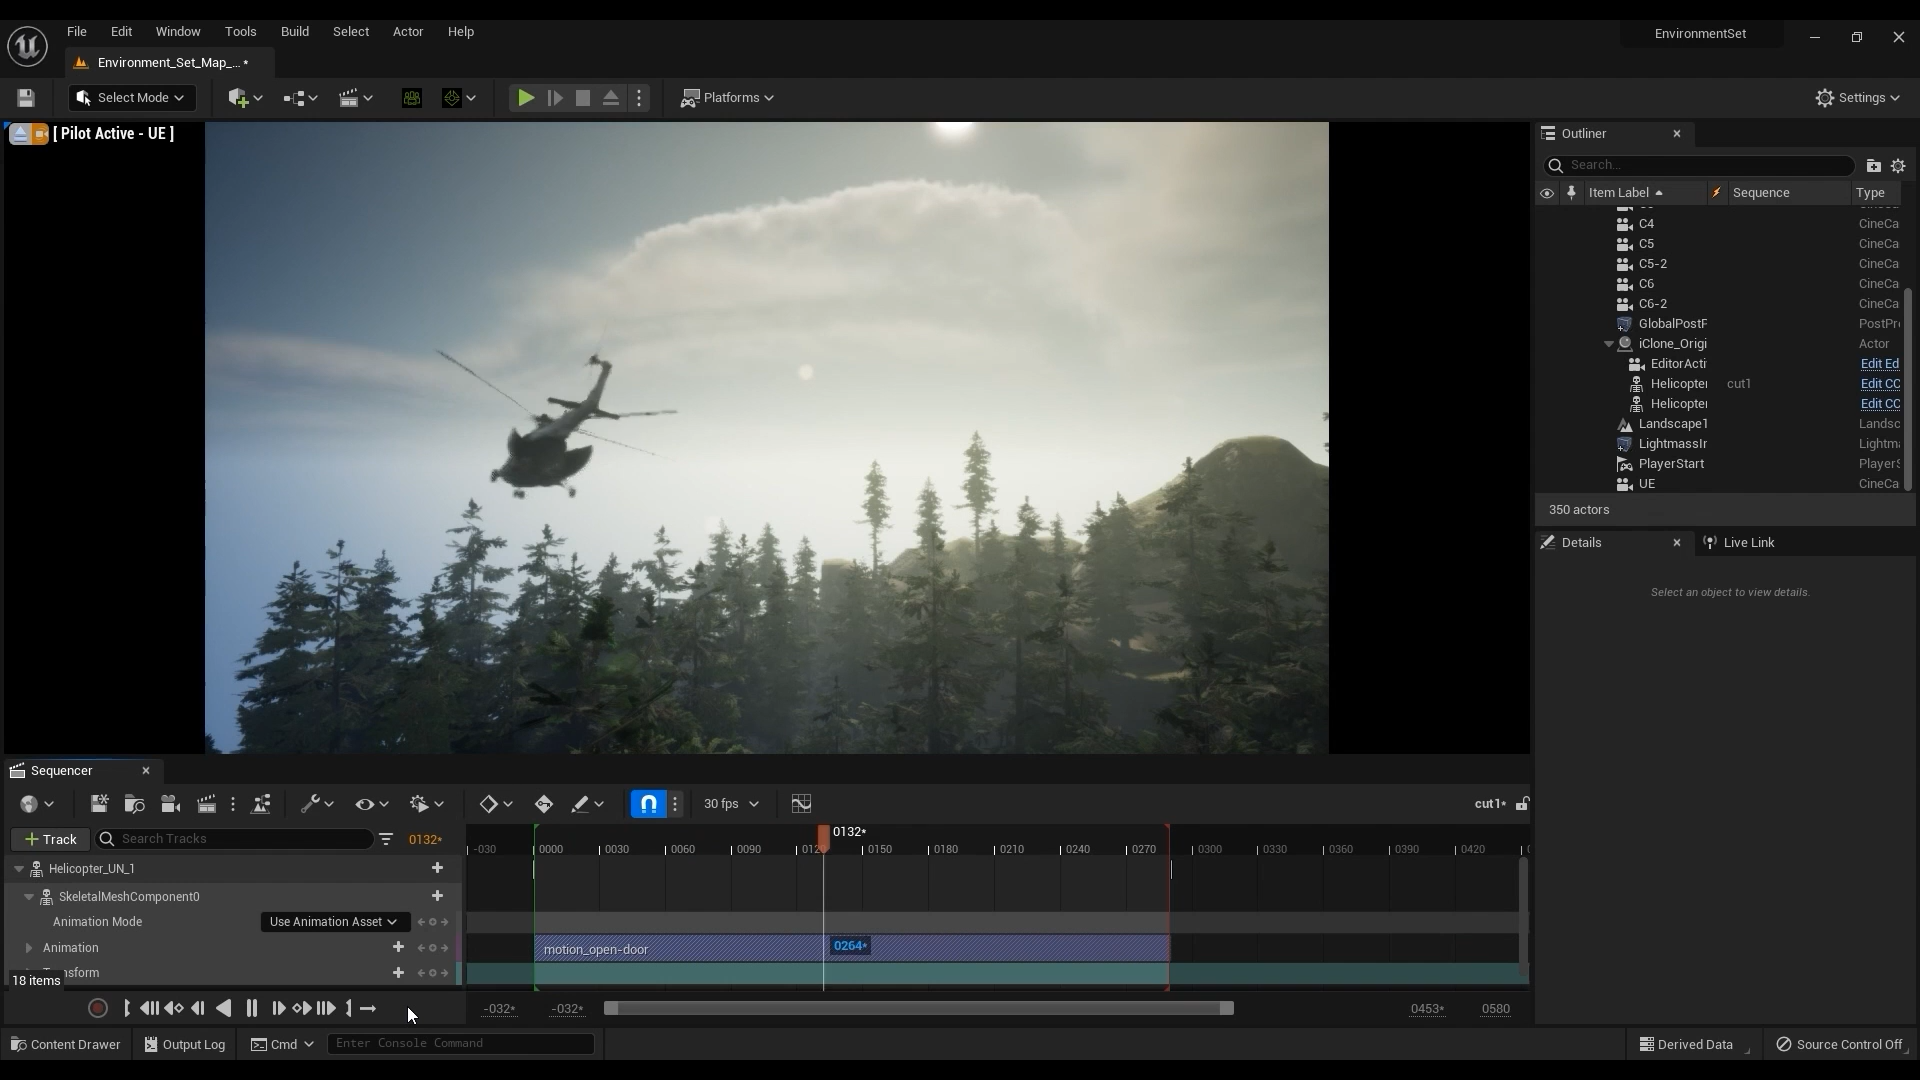 File Edit Window Tools Build Select Actor Help
EnvironmentSet
Environment_Set_Map_... *
Select Mode
Platforms
Settings
[ Pilot Active - UE ]
Outliner
Search...
Item Label Sequence Type
C4 CineCa
C5 CineCa
C5-2 CineCa
C6 CineCa
C6-2 CineCa
GlobalPostF PostPr
iClone_Origi Actor
EditorActi Edit Ed
Helicopter cut1 Edit CC
Helicopter Edit CC
Landscape1 Landsc
LightmassIr Lightm
PlayerStart PlayerS
UE CineCa
350 actors
Details
Live Link
Select an object to view details.
Sequencer
30 fps
cut1*
Track
Search Tracks
0132*
0132*
-030 0000 0030 0060 0090 0120 0150 0180 0210 0240 0270 0300 0330 0360 0390 0420
Helicopter_UN_1
SkeletalMeshComponent0
Animation Mode
Use Animation Asset
Animation
motion_open-door
0264*
18 items
-032*
-032*
0453*
0580
Content Drawer
Output Log
Cmd
Enter Console Command
Derived Data
Source Control Off